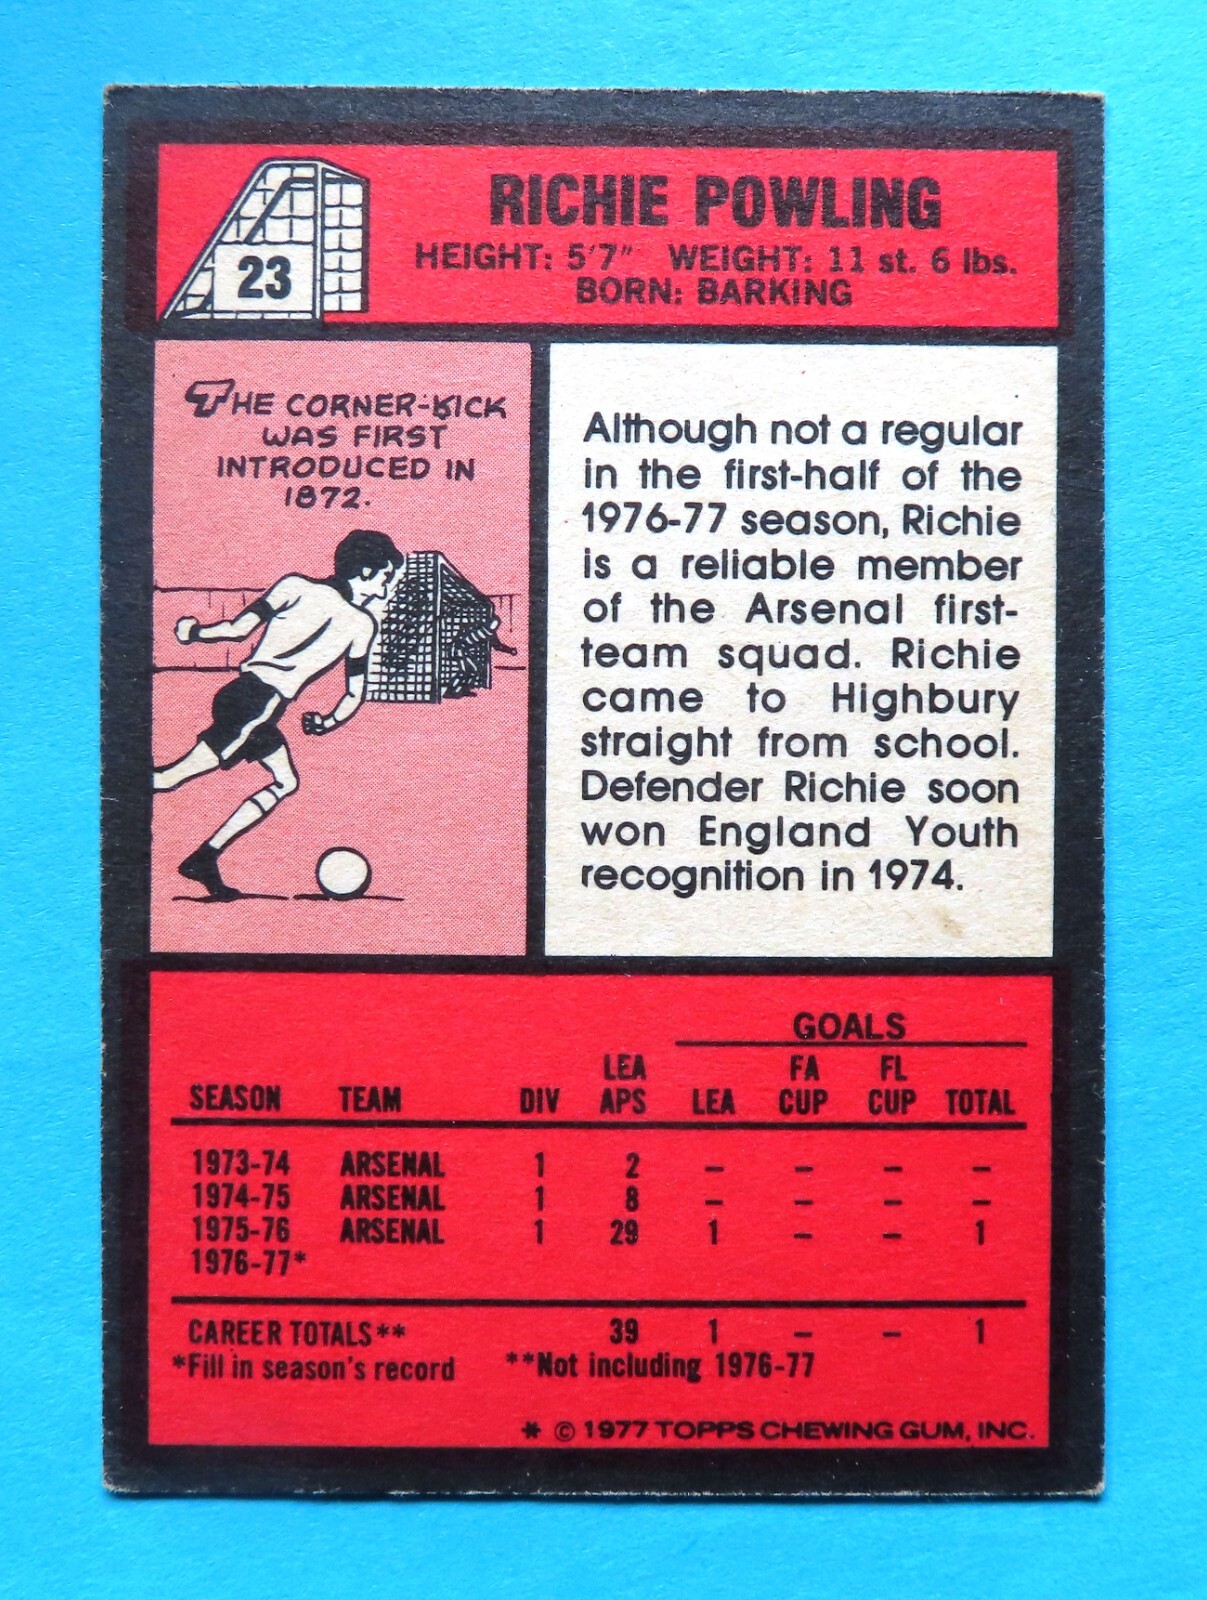 23
RICHIE POWLING
HEIGHT: 5'7" WEIGHT: 11 st. 6 lbs.
BORN: BARKING
THE CORNER-KICK
WAS FIRST
INTRODUCED IN
1872.
Although not a regular
in the first-half of the
1976-77 season, Richie
is a reliable member
of the Arsenal first-
team squad. Richie
came to Highbury
straight from school.
Defender Richie soon
won England Youth
recognition in 1974.
GOALS
LEA FA FL
SEASON TEAM DIV APS LEA CUP CUP TOTAL
1973-74 ARSENAL 1 2 – – – –
1974-75 ARSENAL 1 8 – – – –
1975-76 ARSENAL 1 29 1 – – 1
1976-77*
CAREER TOTALS** 39 1 – – 1
*Fill in season's record **Not including 1976-77
* © 1977 TOPPS CHEWING GUM, INC.